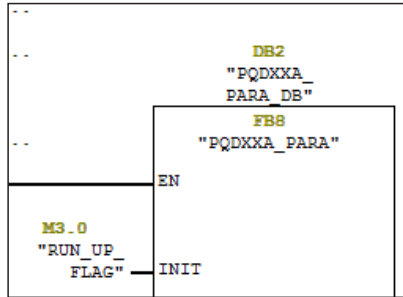 --
--
DB2
"PQDXXA_
PARA_DB"
FB8
--
"PQDXXA_PARA"
EN
M3.0
"RUN_UP_
FLAG"
INIT